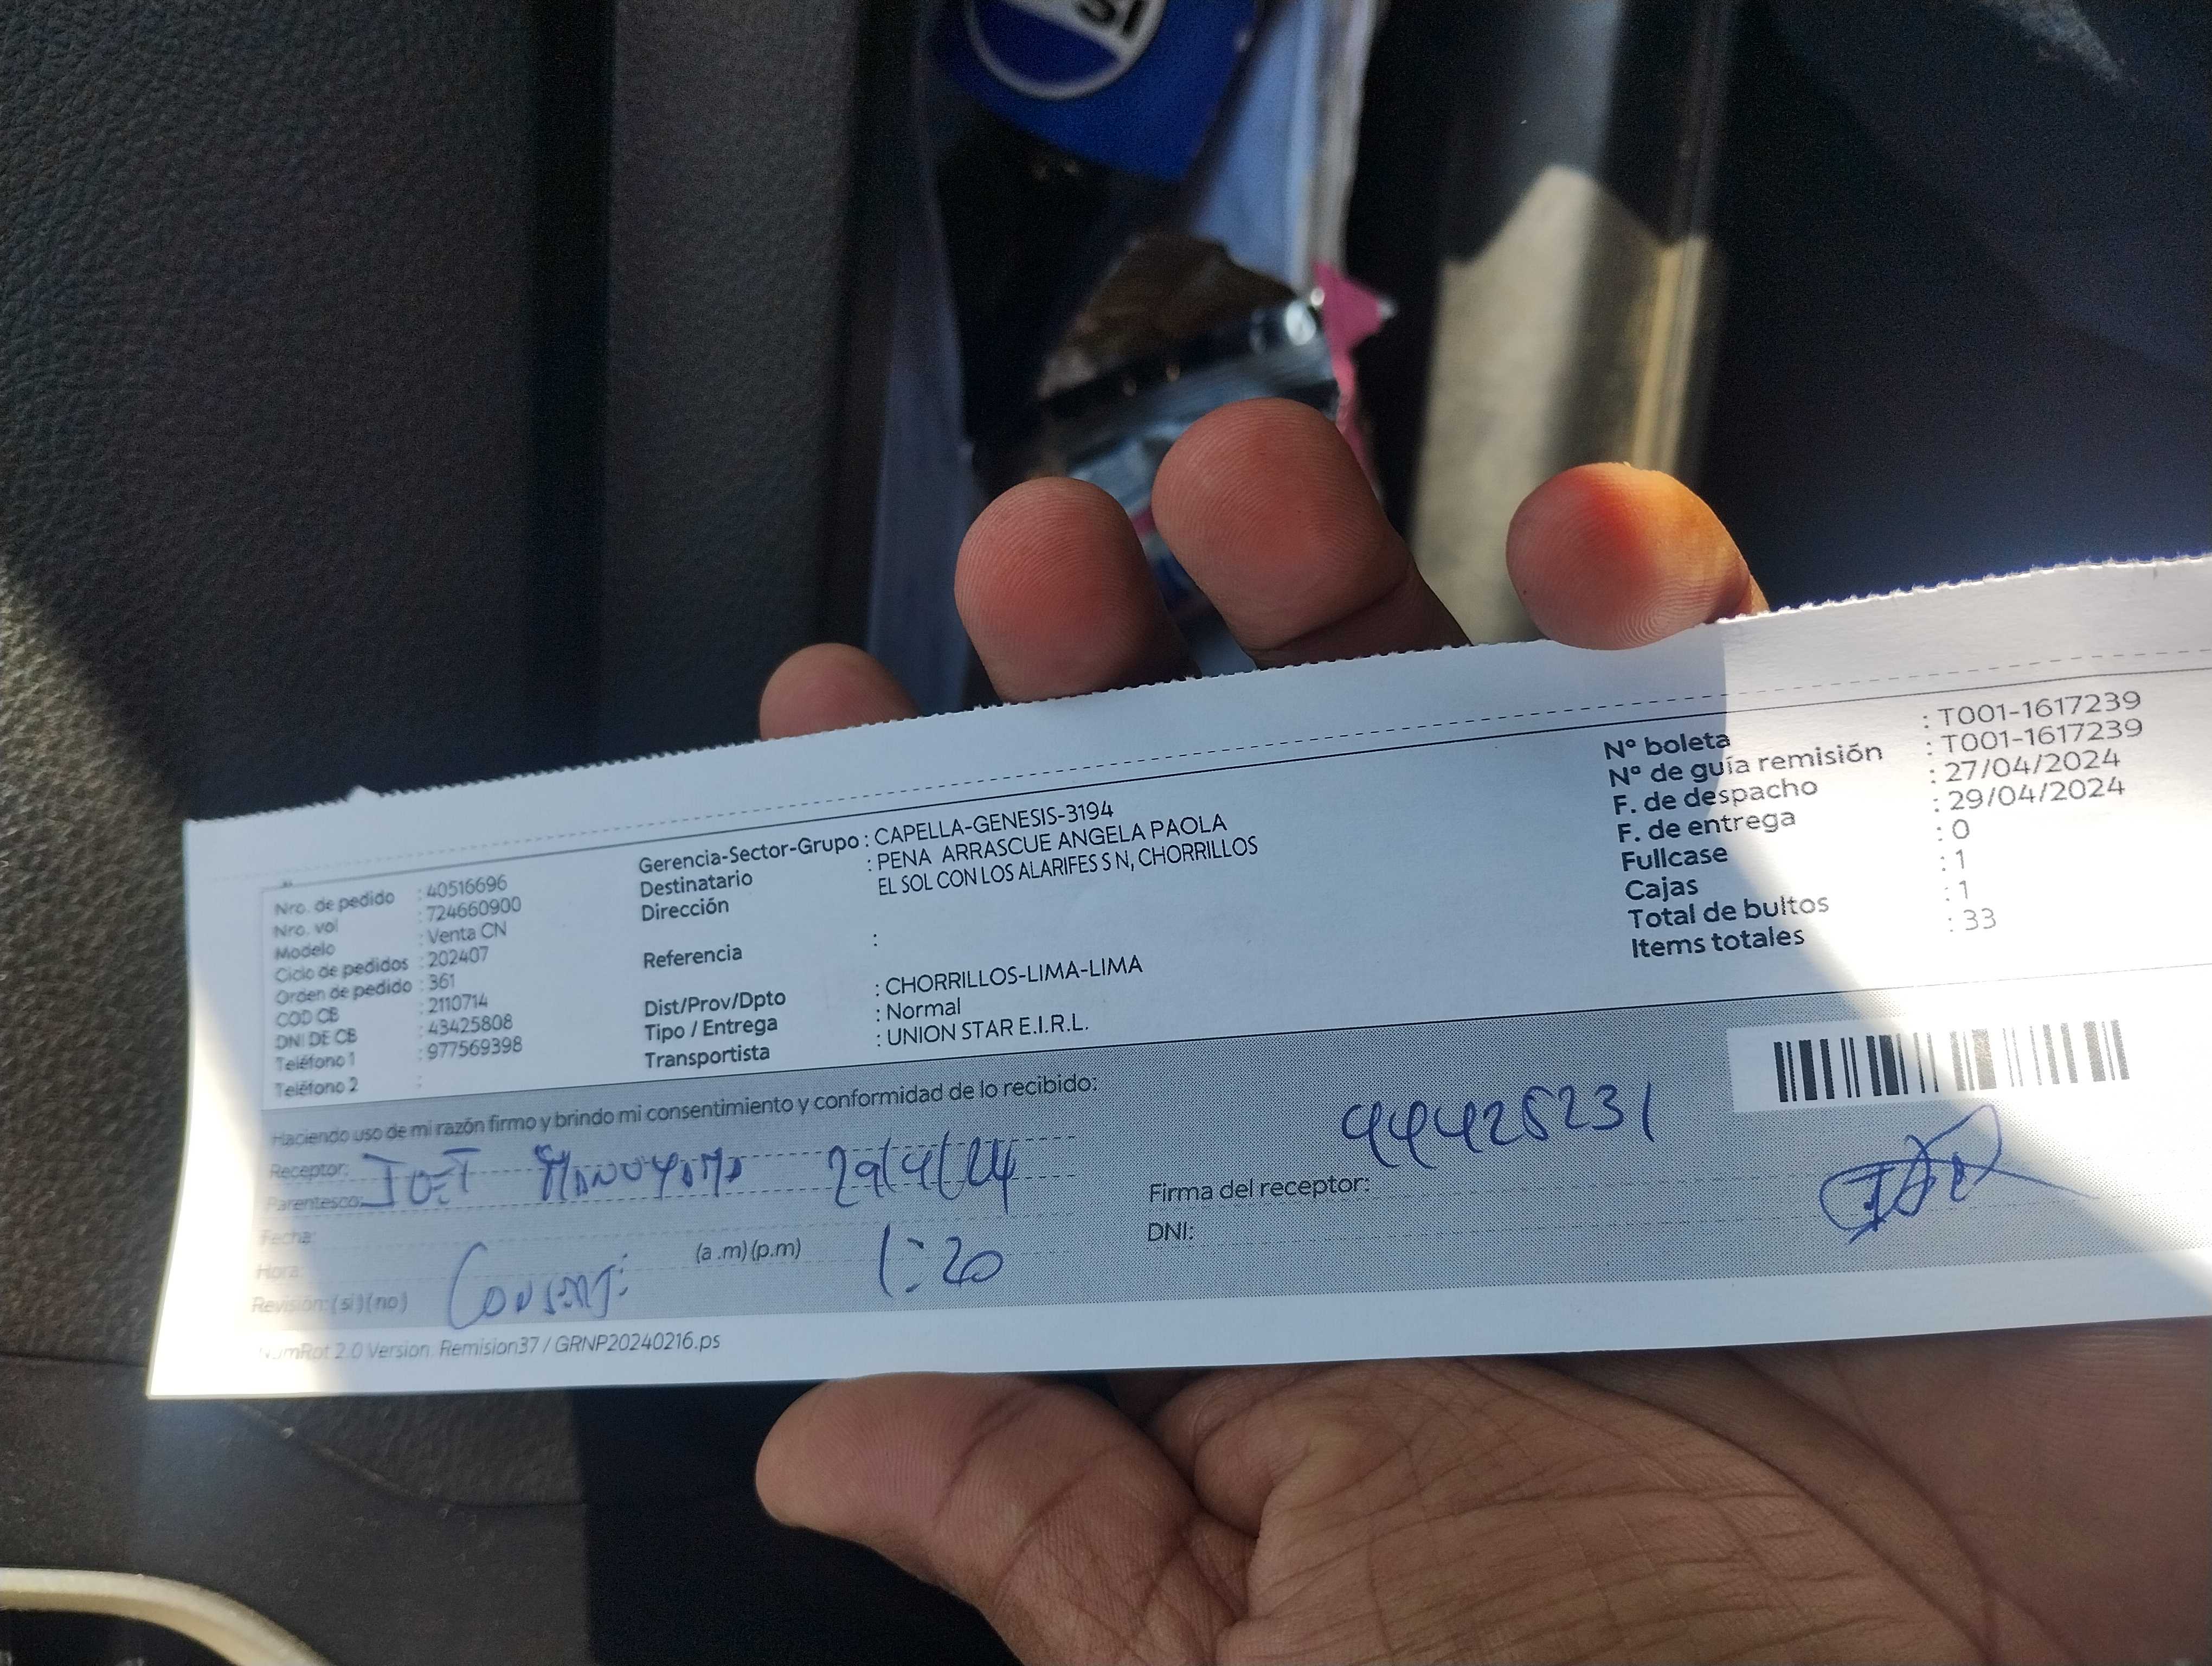 SI
Nro. de pedido : 40516696
Nro. vol : 724660900
Modelo : Venta CN
Ciclo de pedidos : 202407
Orden de pedido : 361
COD CB : 2110714
DNI DE CB : 43425808
Teléfono 1 : 977569398
Teléfono 2 :
Gerencia-Sector-Grupo : CAPELLA-GENESIS-3194
Destinatario : PENA ARRASCUE ANGELA PAOLA
Dirección EL SOL CON LOS ALARIFES S N, CHORRILLOS
Referencia :
Dist/Prov/Dpto : CHORRILLOS-LIMA-LIMA
Tipo / Entrega : Normal
Transportista : UNION STAR E.I.R.L.
Nº boleta : T001-1617239
Nº de guía remisión : T001-1617239
F. de despacho : 27/04/2024
F. de entrega : 29/04/2024
Fullcase : 0
Cajas : 1
Total de bultos : 1
Items totales : 33
Haciendo uso de mi razón firmo y brindo mi consentimiento y conformidad de lo recibido:
Receptor:
Parentesco: 29/4/24
Fecha:
Hora: (a .m) (p.m) 1:20
Revisión: ( si ) ( no )
44425231
Firma del receptor:
DNI:
NumRot 2.0 Version: Remision37 / GRNP20240216.ps